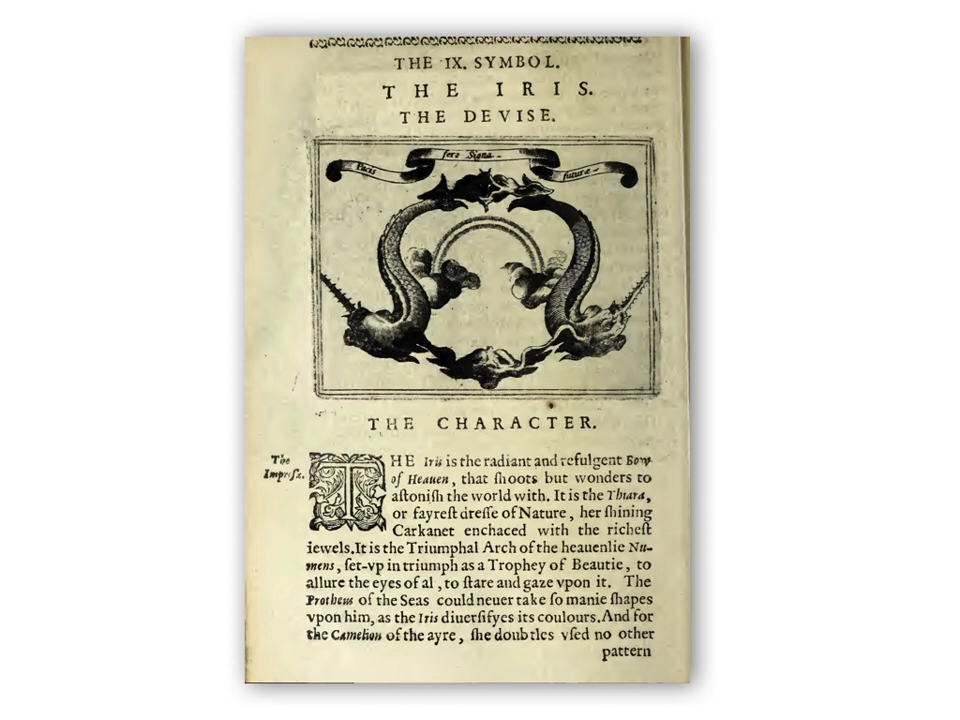 THE IX. SYMBOL.
THE IRIS.
THE DEVISE.
Pacis fere Signa futuræ
THE CHARACTER.
The
Impreſa.
THE Iris is the radiant and refulgent Bow
of Heauen, that ſhoots but wonders to
aſtoniſh the world with. It is the Thiara,
or fayreſt dreſſe of Nature, her ſhining
Carkanet enchaced with the richeſt
iewels. It is the Triumphal Arch of the heauenlie Nu-
mens, ſet-vp in triumph as a Trophey of Beautie, to
allure the eyes of al, to ſtare and gaze vpon it. The
Protheus of the Seas could neuer take ſo manie ſhapes
vpon him, as the Iris diuerſifyes its coulours. And for
the Camelion of the ayre, ſhe doubtles vſed no other
pattern